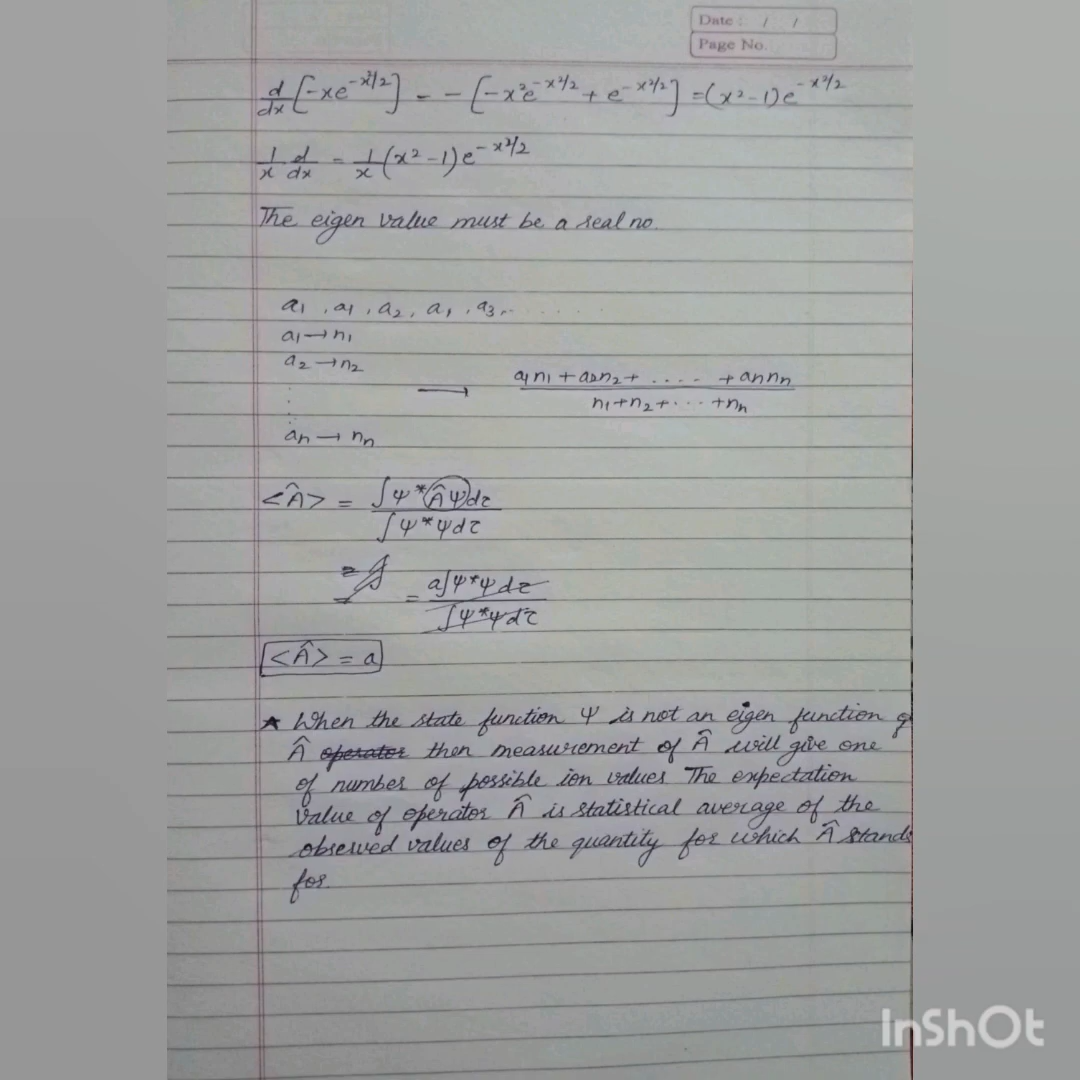 Date : / /
Page No.
d/dx [-xe^{-x²/2}] = -[-x²e^{-x²/2} + e^{-x²/2}] = (x²-1)e^{-x²/2}
1/x d/dx = 1/x (x²-1)e^{-x²/2}
The eigen value must be a real no.
a₁ , a₁ , a₂, a₁ , a₃, . . . . .
a₁ → n₁
a₂ → n₂
⋮ → (a₁n₁ + a₂n₂ + ..... + aₙnₙ)/(n₁+n₂+...+nₙ)
aₙ → nₙ
<Â> = ∫ψ*Âψdτ / ∫ψ*ψdτ
= a∫ψ*ψdτ / ∫ψ*ψdτ
<Â> = a
★ When the state function ψ is not an eigen function
Â operator then measurement of Â will give one
of number of possible ion values The expectation
value of operator Â is statistical average of the
observed values of the quantity for which Â stands
for.
InShOt